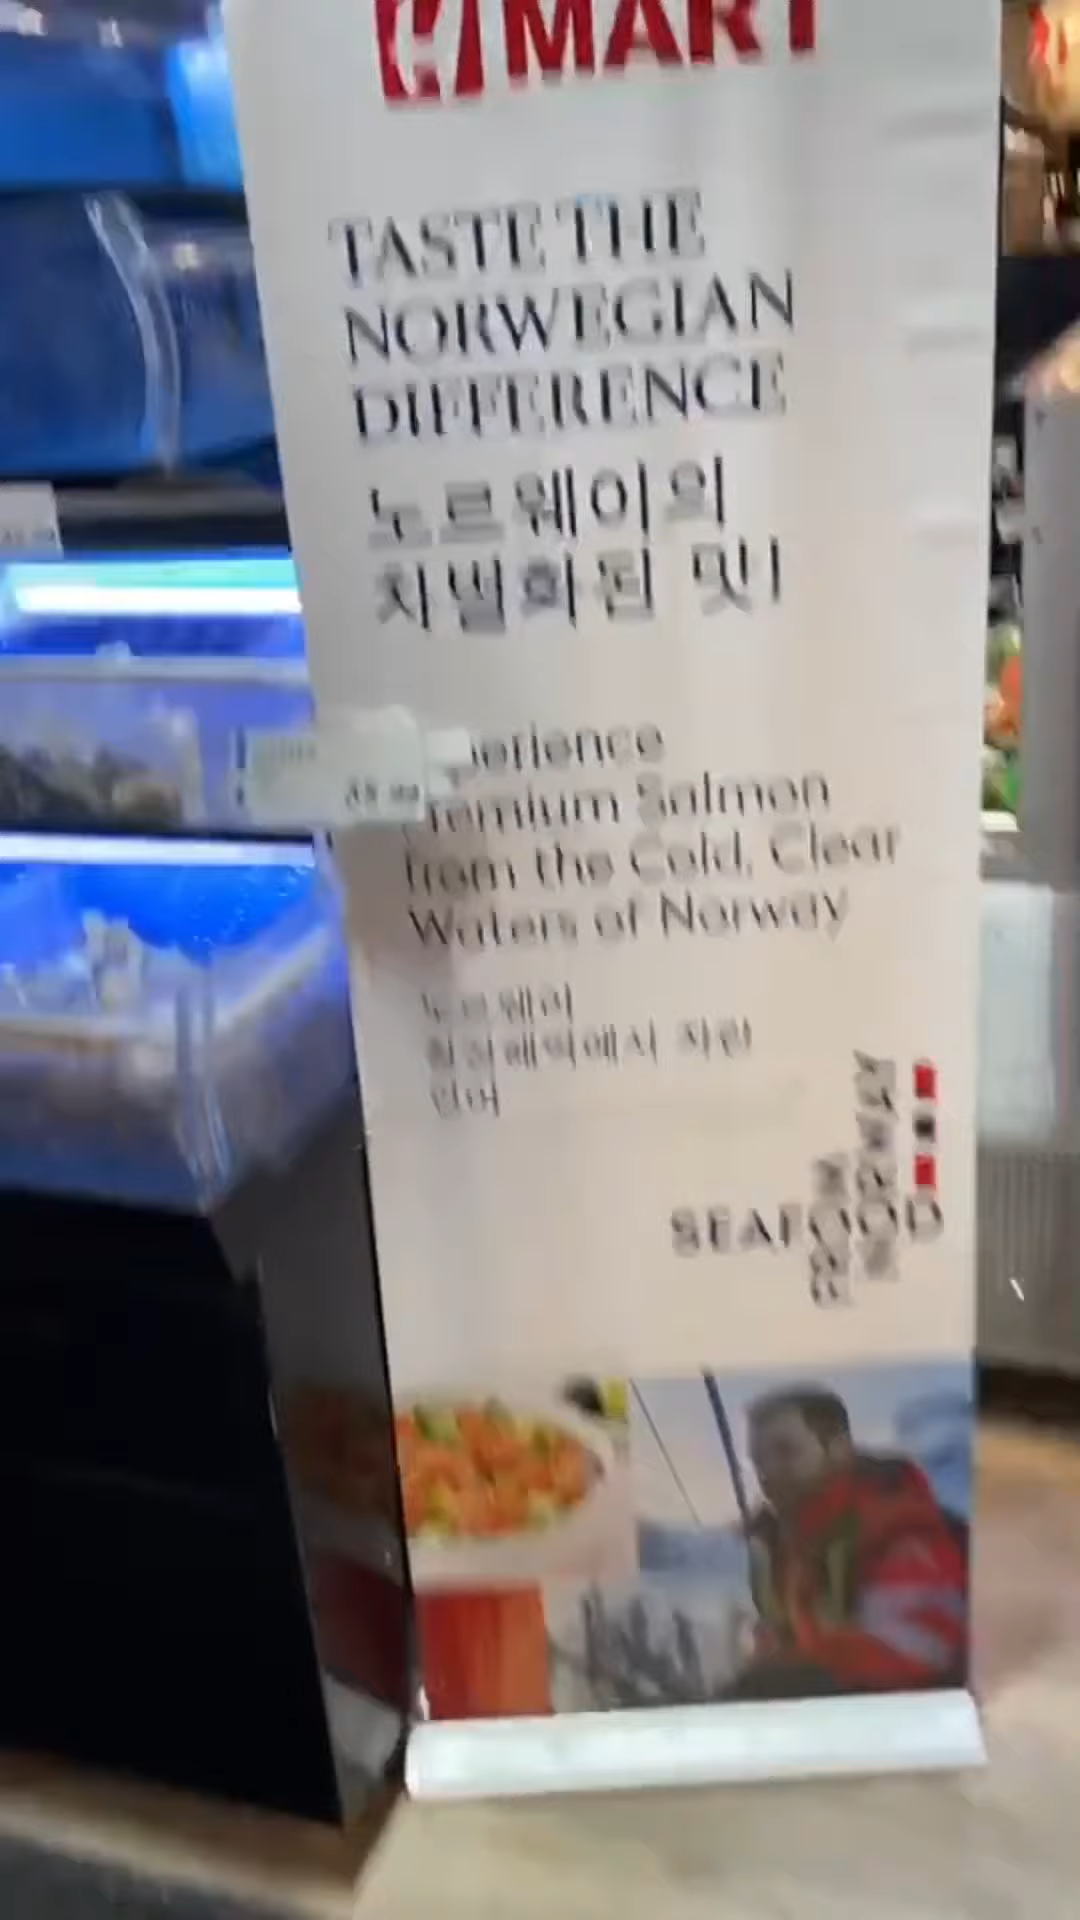 H MART
TASTE THE
NORWEGIAN
DIFFERENCE
노르웨이의
차별화된 맛!
Premium Salmon
from the Cold, Clear
Waters of Norway
노르웨이
청정해역에서 자란
연어
SEAFOOD
FROM
NORWAY